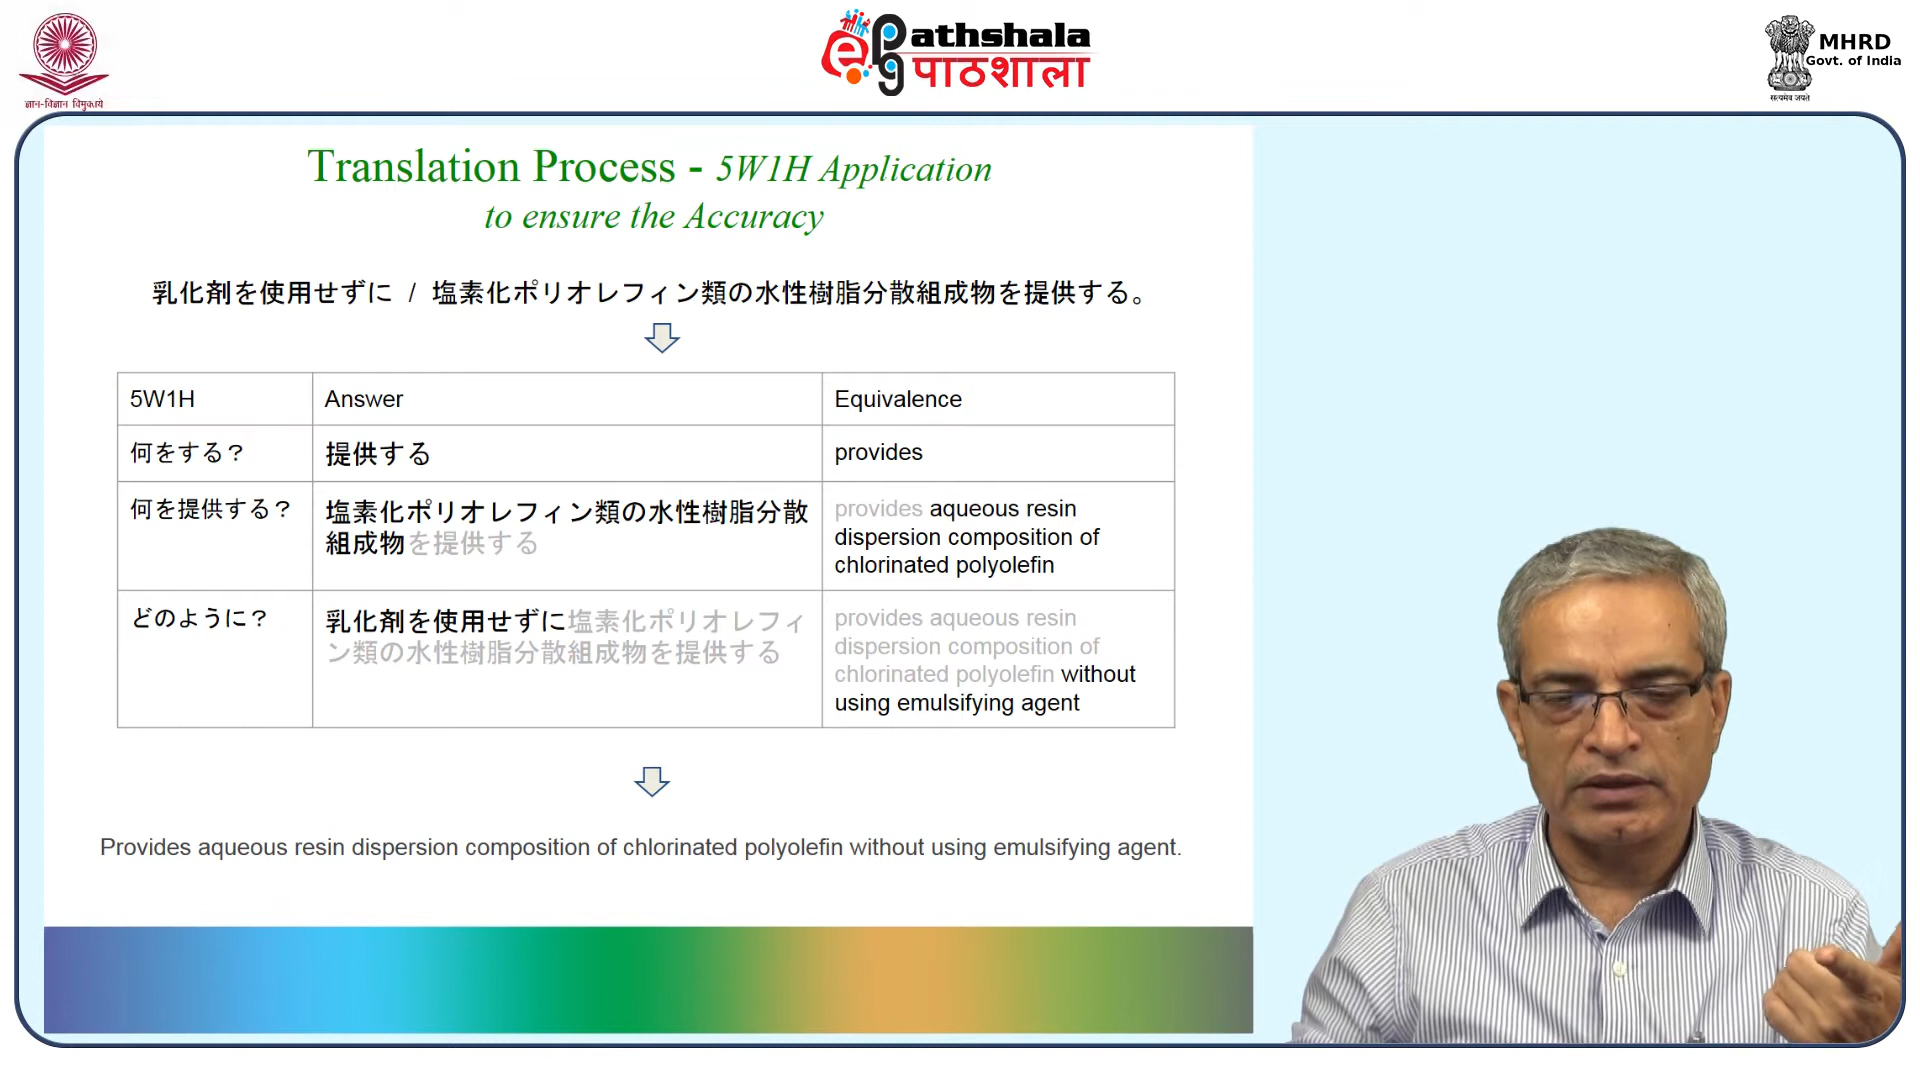 ज्ञान-विज्ञान विमुक्तये
ePathshala
पाठशाला
MHRD
Govt. of India
सत्यमेव जयते
Translation Process - 5W1H Application
to ensure the Accuracy
乳化剤を使用せずに / 塩素化ポリオレフィン類の水性樹脂分散組成物を提供する。
5W1H
Answer
Equivalence
何をする？
提供する
provides
何を提供する？
塩素化ポリオレフィン類の水性樹脂分散
組成物を提供する
provides aqueous resin
dispersion composition of
chlorinated polyolefin
どのように？
乳化剤を使用せずに塩素化ポリオレフィ
ン類の水性樹脂分散組成物を提供する
provides aqueous resin
dispersion composition of
chlorinated polyolefin without
using emulsifying agent
Provides aqueous resin dispersion composition of chlorinated polyolefin without using emulsifying agent.